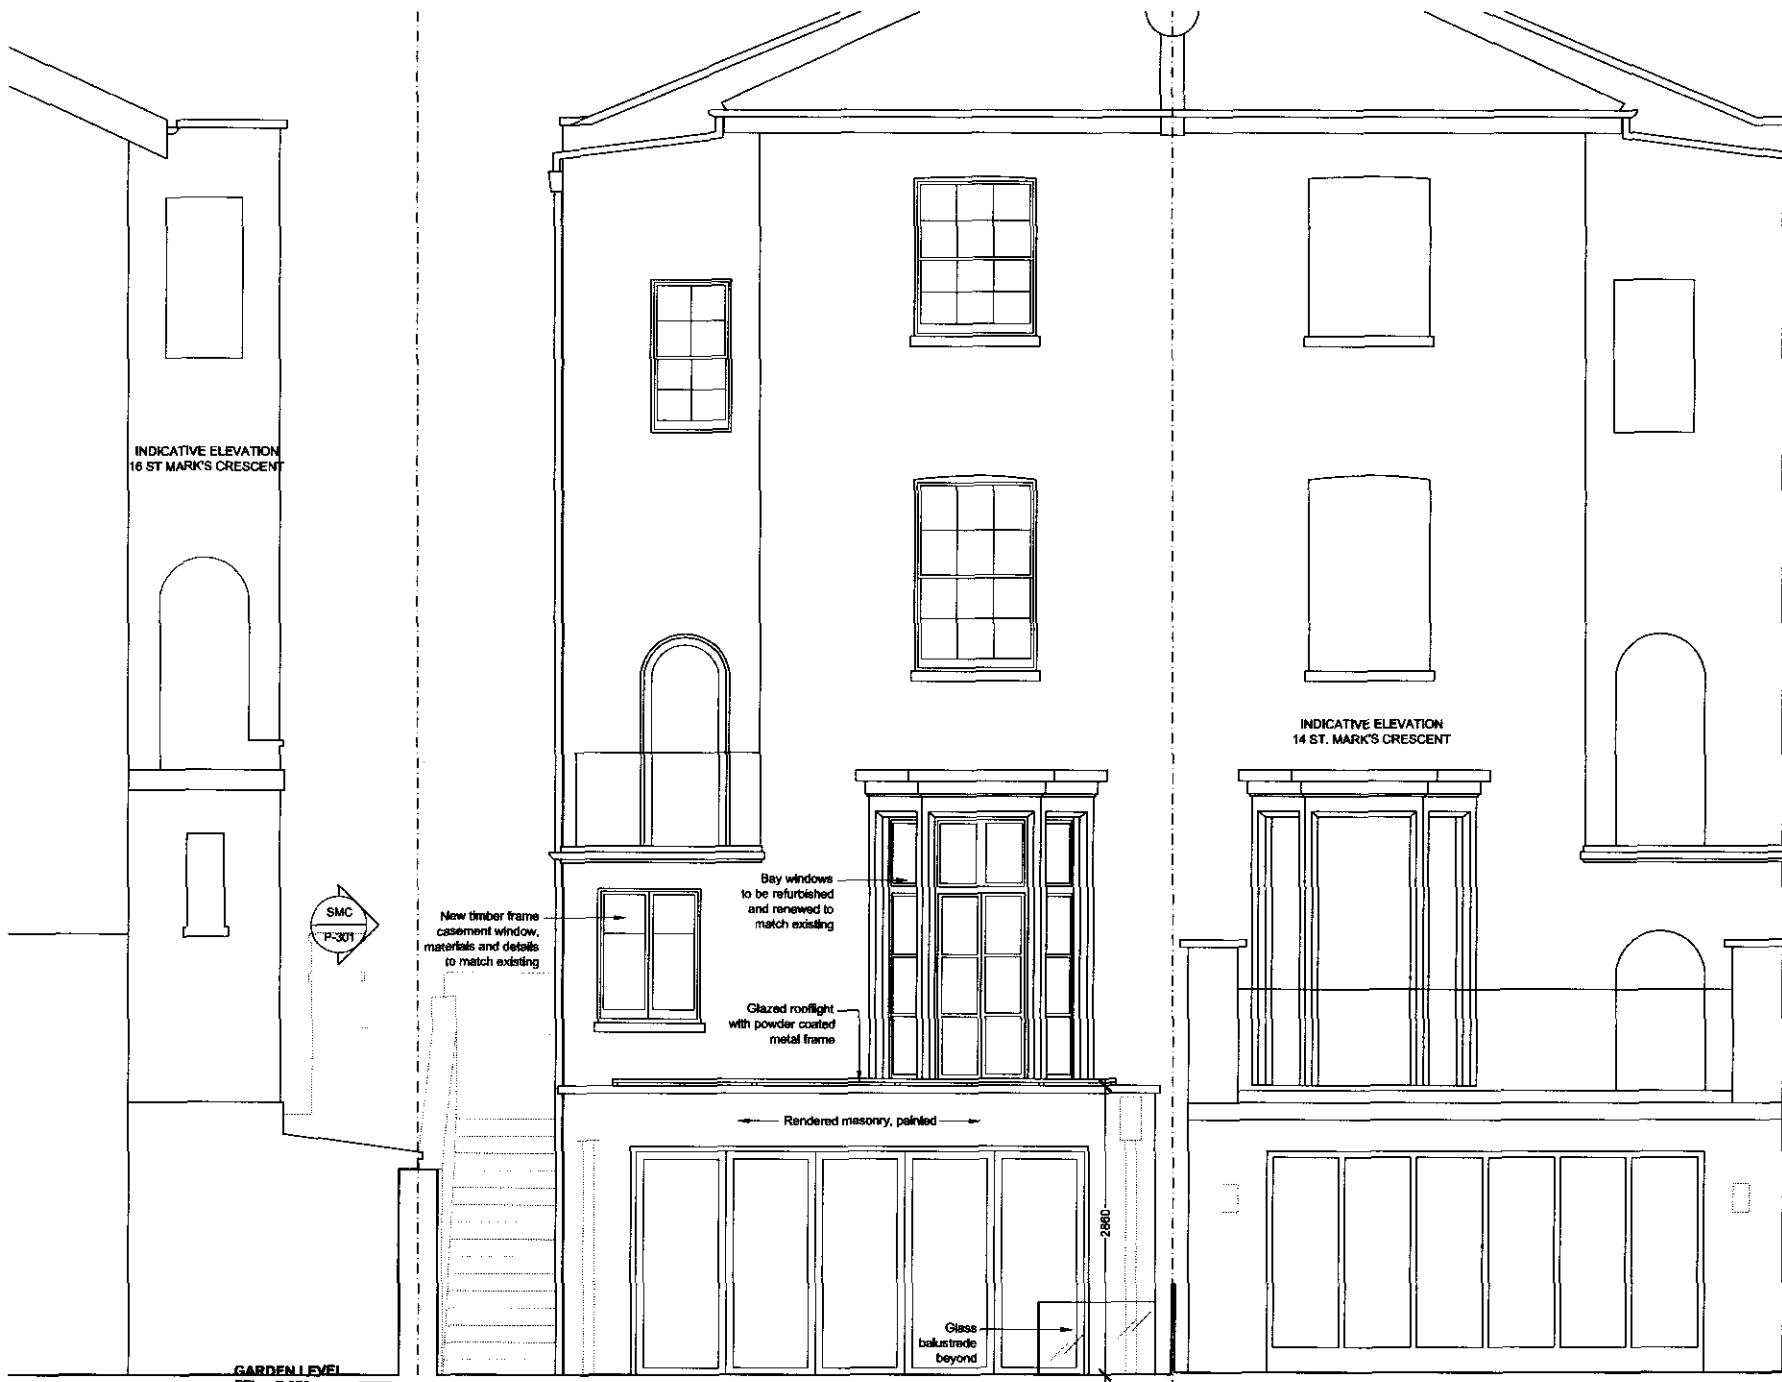 INDICATIVE ELEVATION
16 ST MARK'S CRESCENT
INDICATIVE ELEVATION
14 ST. MARK'S CRESCENT
SMC
P-301
New timber frame
casement window,
materials and details
to match existing
Bay windows
to be refurbished
and renewed to
match existing
Glazed rooflight
with powder coated
metal frame
Rendered masonry, painted
2860
Glass
balustrade
beyond
GARDEN LEVEL